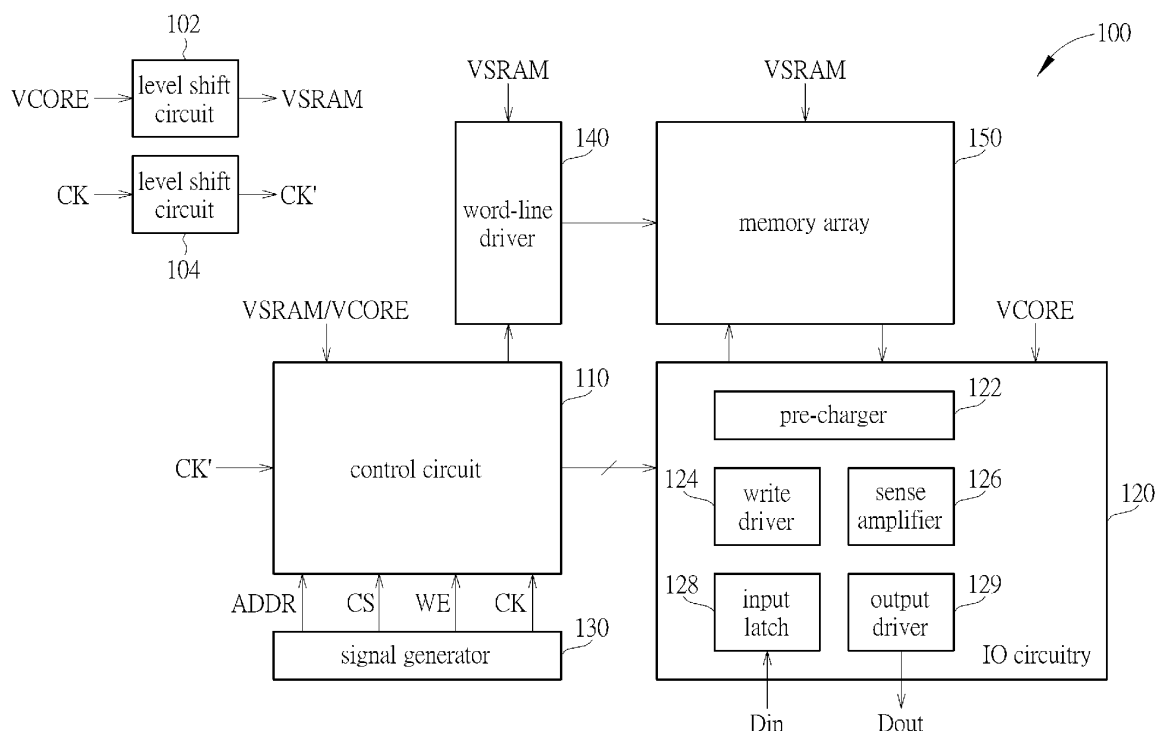 102
100
VCORE
level shift
circuit
VSRAM
CK
level shift
circuit
CK'
104
VSRAM
140
word-line
driver
VSRAM
150
memory array
VSRAM/VCORE
110
CK'
control circuit
ADDR
CS
WE
CK
130
signal generator
VCORE
122
pre-charger
124
write
driver
126
sense
amplifier
120
128
input
latch
129
output
driver
IO circuitry
Din
Dout